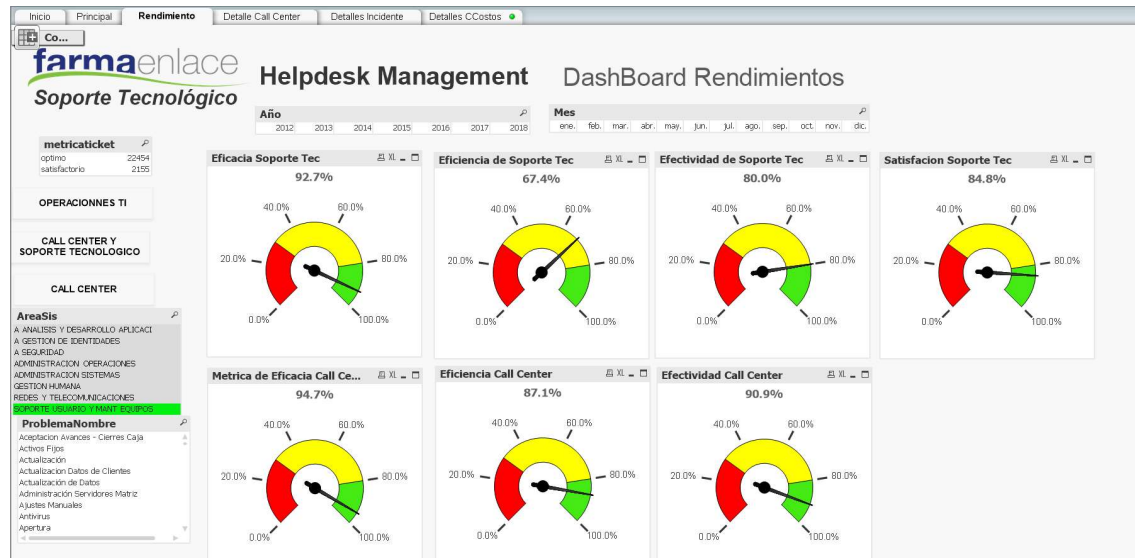 Inicio Principal Rendimiento Detalle Call Center Detalles Incidente Detalles CCostos
Co...
farmaenlace
Soporte Tecnológico
Helpdesk Management DashBoard Rendimientos
Año
2012 2013 2014 2015 2016 2017 2018
Mes
ene. feb. mar. abr. may. jun. jul. ago. sep. oct. nov. dic.
metricaticket
optimo 22454
satisfactorio 2155
OPERACIONNES TI
CALL CENTER Y
SOPORTE TECNOLOGICO
CALL CENTER
AreaSis
A ANALISIS Y DESARROLLO APLICACI
A GESTION DE IDENTIDADES
A SEGURIDAD
ADMINISTRACION OPERACIONES
ADMINISTRACION SISTEMAS
GESTION HUMANA
REDES Y TELECOMUNICACIONES
SOPORTE USUARIO Y MANT EQUIPOS
ProblemaNombre
Aceptacion Avances - Cierres Caja
Activos Fijos
Actualización
Actualizacion Datos de Clientes
Actualización de Datos
Administración Servidores Matriz
Ajustes Manuales
Antivirus
Apertura
Eficacia Soporte Tec XL
92.7%
40.0% 60.0%
20.0% 80.0%
0.0% 100.0%
Eficiencia de Soporte Tec XL
67.4%
40.0% 60.0%
20.0% 80.0%
0.0% 100.0%
Efectividad de Soporte Tec XL
80.0%
40.0% 60.0%
20.0% 80.0%
0.0% 100.0%
Satisfacion Soporte Tec XL
84.8%
40.0% 60.0%
20.0% 80.0%
0.0% 100.0%
Metrica de Eficacia Call Ce... XL
94.7%
40.0% 60.0%
20.0% 80.0%
0.0% 100.0%
Eficiencia Call Center XL
87.1%
40.0% 60.0%
20.0% 80.0%
0.0% 100.0%
Efectividad Call Center XL
90.9%
40.0% 60.0%
20.0% 80.0%
0.0% 100.0%